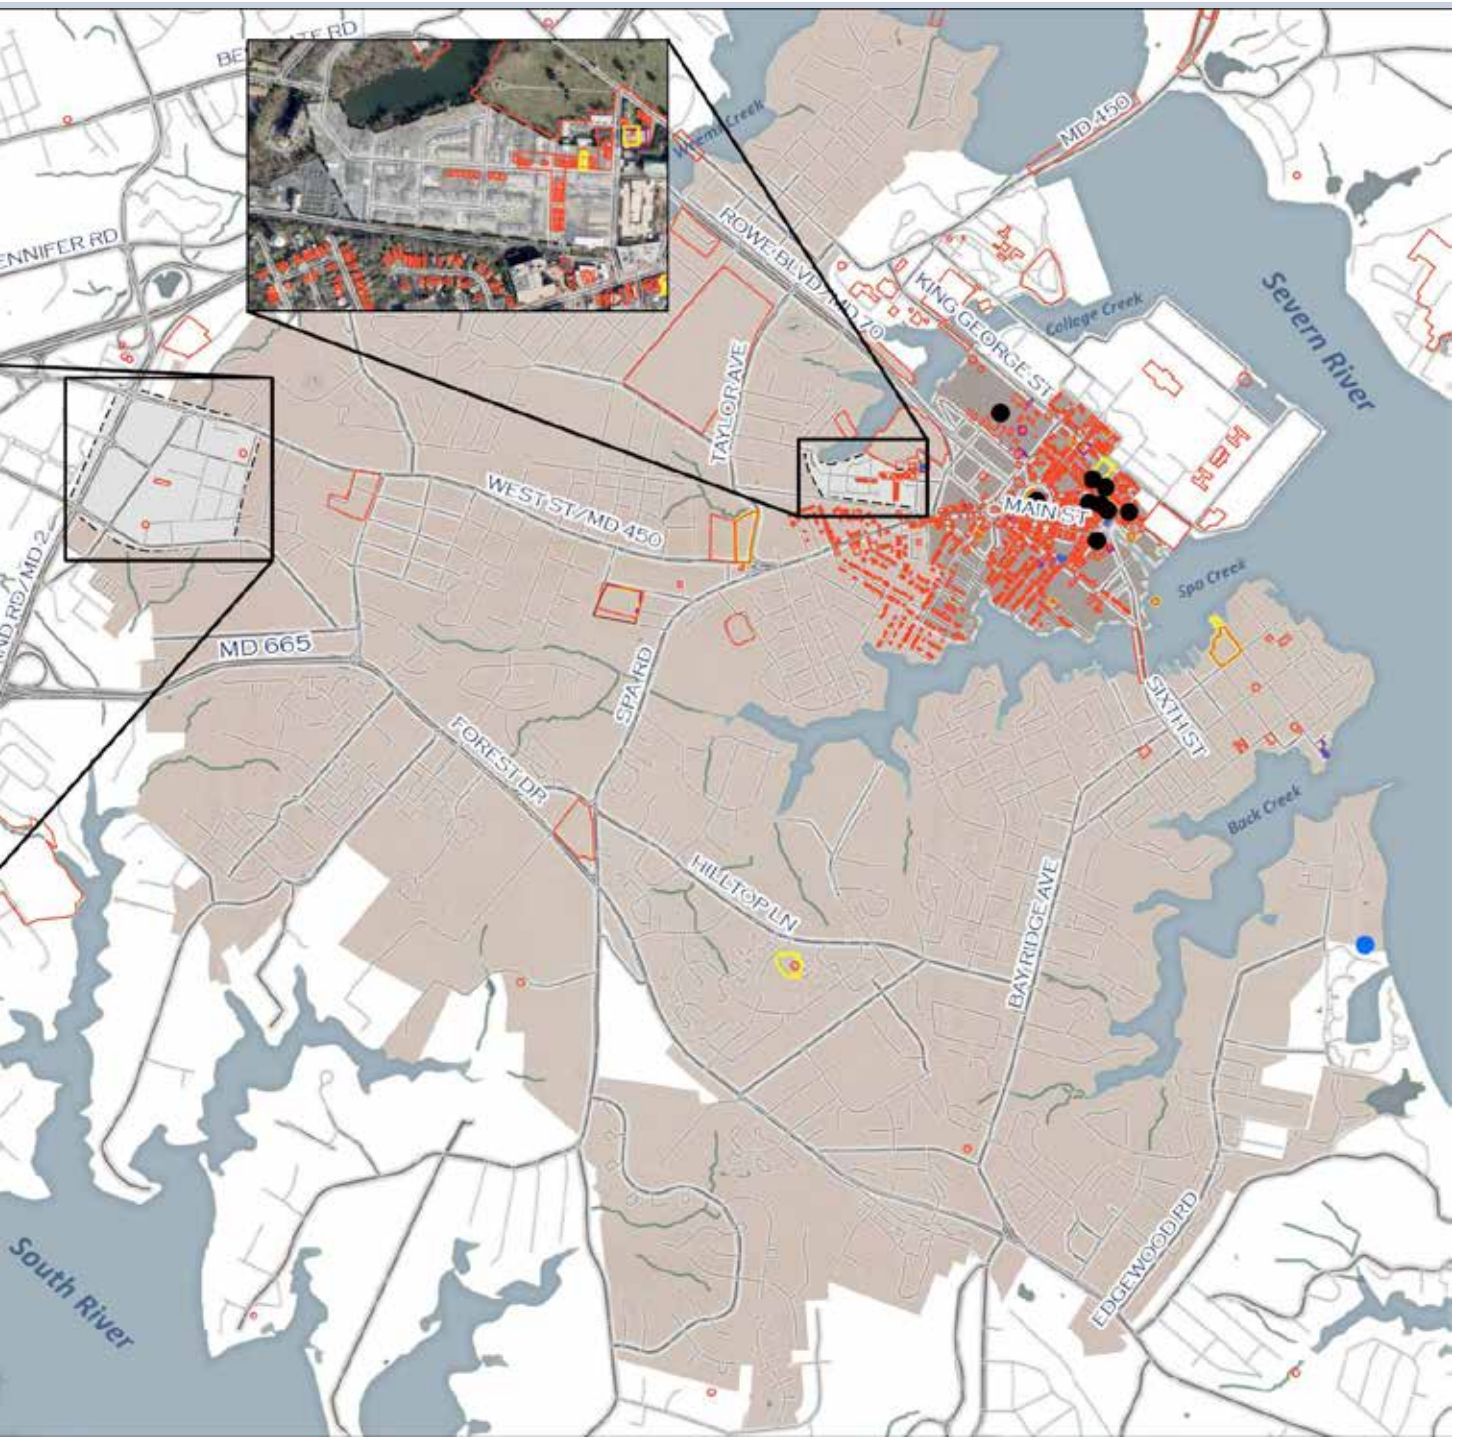 MD 450
Weems Creek
ROWE BLVD/MD 70
KING GEORGE ST
College Creek
Severn River
TAYLOR AVE
WEST ST/MD 450
MAIN ST
Spa Creek
MD 665
SPA RD
SIXTH ST
FOREST DR
Back Creek
HILLTOP LN
BAY RIDGE AVE
EDGEWOOD RD
South River